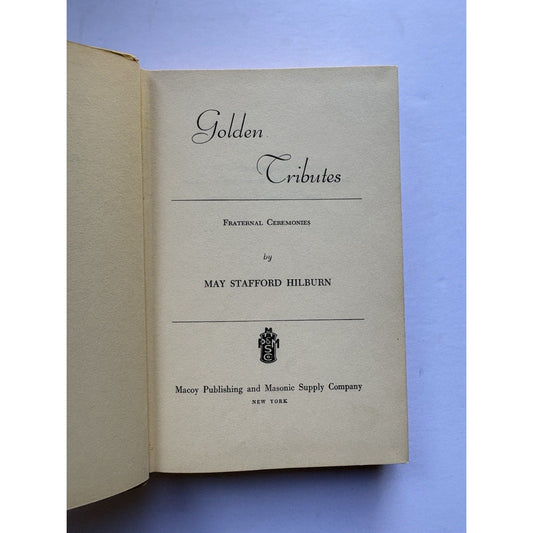 Golden
Tributes
Fraternal Ceremonies
by
MAY STAFFORD HILBURN
Macoy Publishing and Masonic Supply Company
NEW YORK